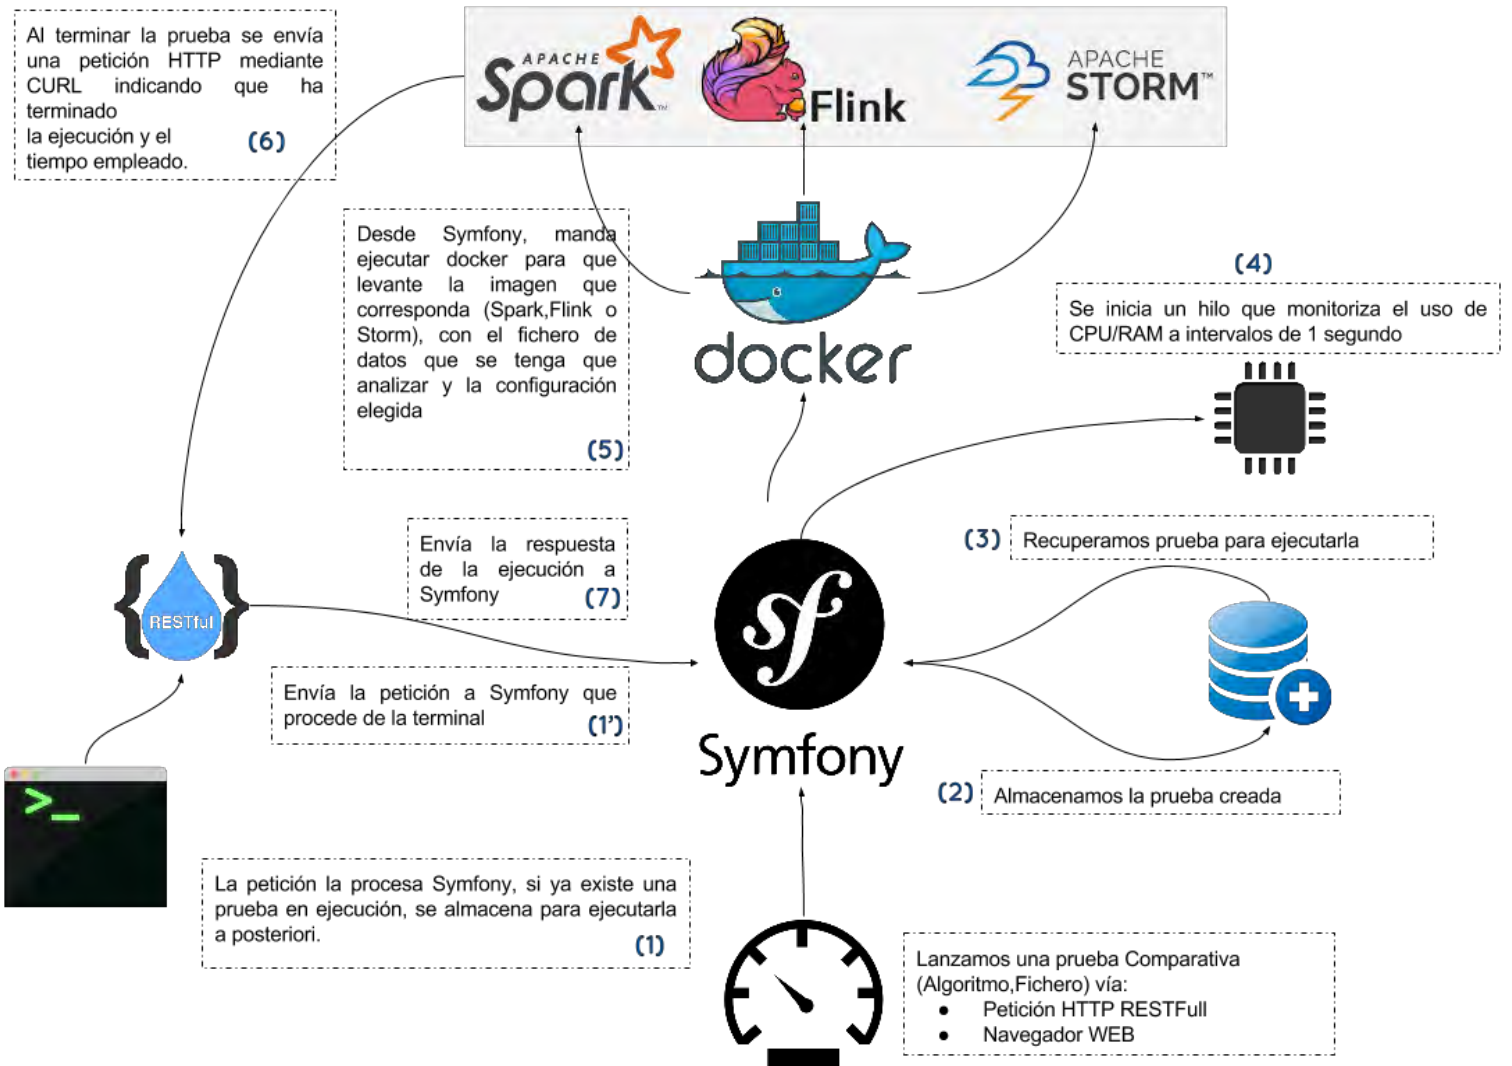 Al terminar la prueba se envía
una petición HTTP mediante
CURL indicando que ha
terminado
la ejecución y el
tiempo empleado.
(6)
APACHE
Spark™
Flink
APACHE
STORM™
Desde Symfony, manda
ejecutar docker para que
levante la imagen que
corresponda (Spark,Flink o
Storm), con el fichero de
datos que se tenga que
analizar y la configuración
elegida
(5)
docker
(4)
Se inicia un hilo que monitoriza el uso de
CPU/RAM a intervalos de 1 segundo
Envía la respuesta
de la ejecución a
Symfony
(7)
(3)
Recuperamos prueba para ejecutarla
{RESTful}
sf
Symfony
Envía la petición a Symfony que
procede de la terminal
(1')
(2)
Almacenamos la prueba creada
>_
La petición la procesa Symfony, si ya existe una
prueba en ejecución, se almacena para ejecutarla
a posteriori.
(1)
Lanzamos una prueba Comparativa
(Algoritmo,Fichero) vía:
● Petición HTTP RESTFull
● Navegador WEB